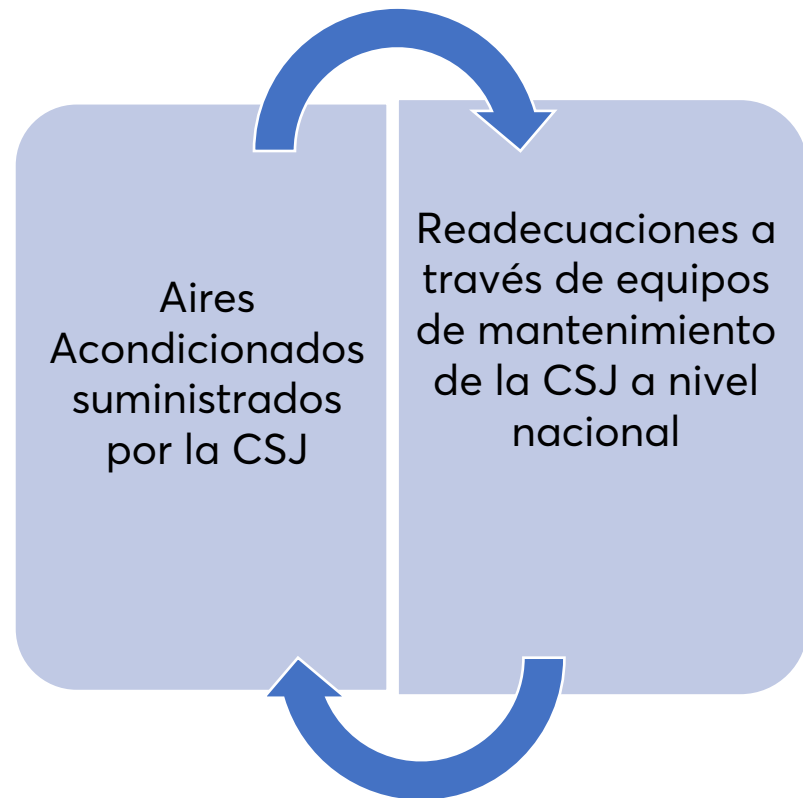 Aires
Acondicionados
suministrados
por la CSJ
Readecuaciones a
través de equipos
de mantenimiento
de la CSJ a nivel
nacional